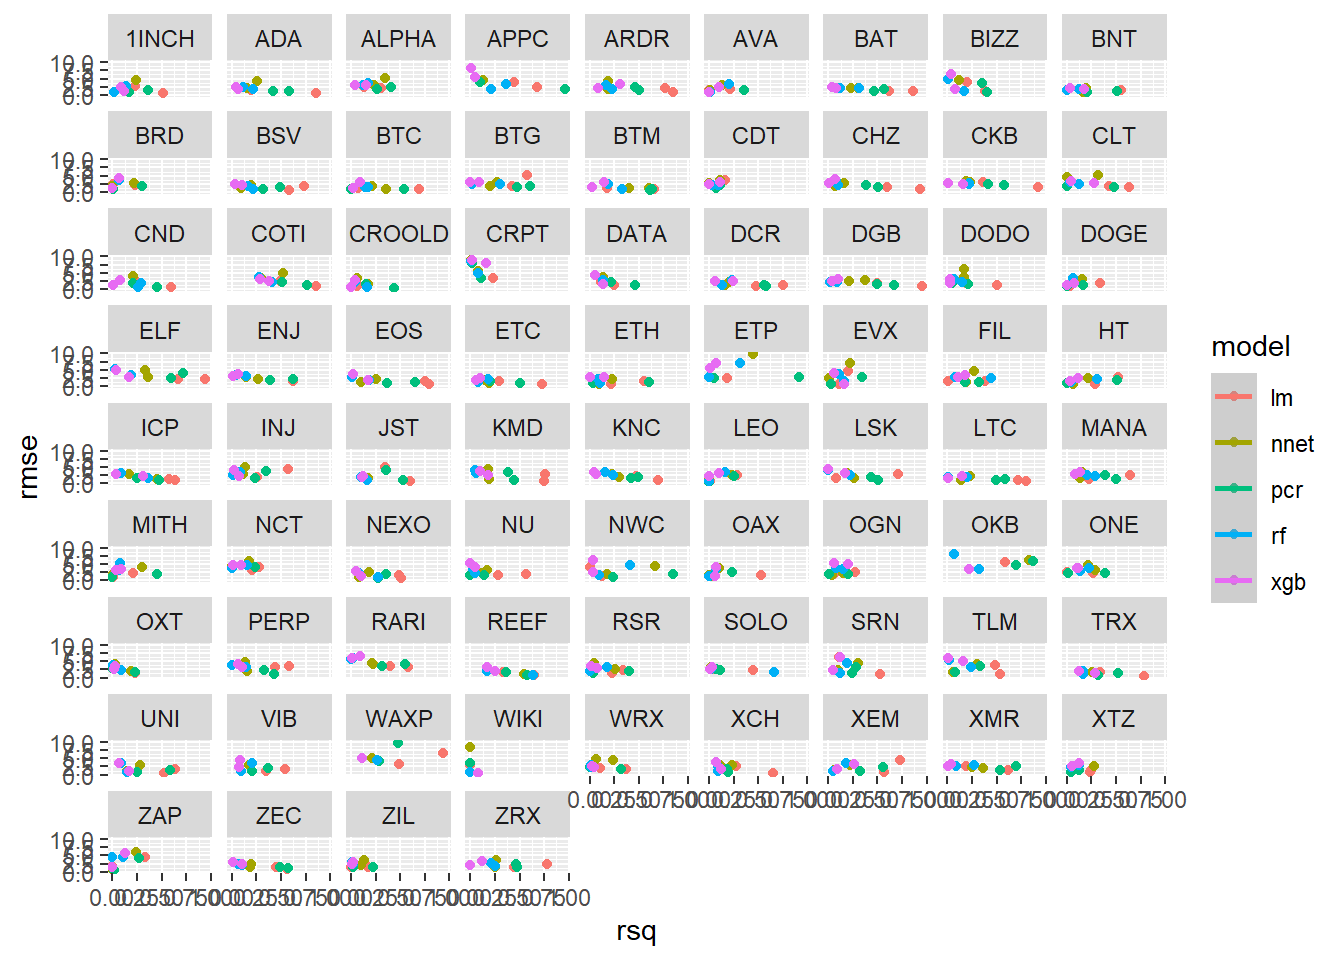 1INCH ADA ALPHA APPC ARDR AVA BAT BIZZ BNT
BRD BSV BTC BTG BTM CDT CHZ CKB CLT
CND COTI CROOLD CRPT DATA DCR DGB DODO DOGE
ELF ENJ EOS ETC ETH ETP EVX FIL HT
ICP INJ JST KMD KNC LEO LSK LTC MANA
MITH NCT NEXO NU NWC OAX OGN OKB ONE
OXT PERP RARI REEF RSR SOLO SRN TLM TRX
UNI VIB WAXP WIKI WRX XCH XEM XMR XTZ
ZAP ZEC ZIL ZRX
rmse
rsq
model
lm
nnet
pcr
rf
xgb